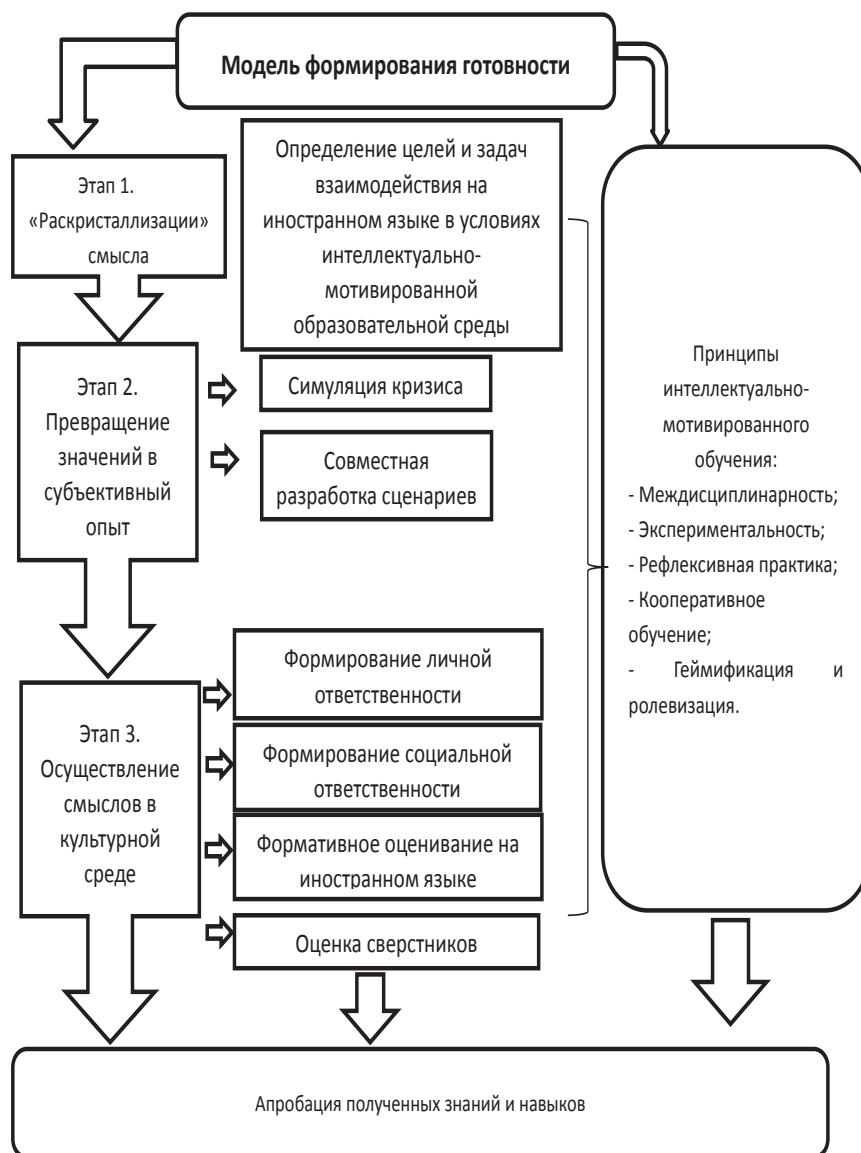 Модель формирования готовности
Этап 1.
«Раскристаллизации»
смысла
Определение целей и задач
взаимодействия на
иностранном языке в условиях
интеллектуально-
мотивированной
образовательной среды
Этап 2.
Превращение
значений в
субъективный
опыт
Симуляция кризиса
Совместная
разработка сценариев
Этап 3.
Осуществление
смыслов в
культурной
среде
Формирование личной
ответственности
Формирование социальной
ответственности
Формативное оценивание на
иностранном языке
Оценка сверстников
Принципы
интеллектуально-
мотивированного
обучения:
- Междисциплинарность;
- Экспериментальность;
- Рефлексивная практика;
- Кооперативное
обучение;
- Геймификация и
ролевизация.
Апробация полученных знаний и навыков